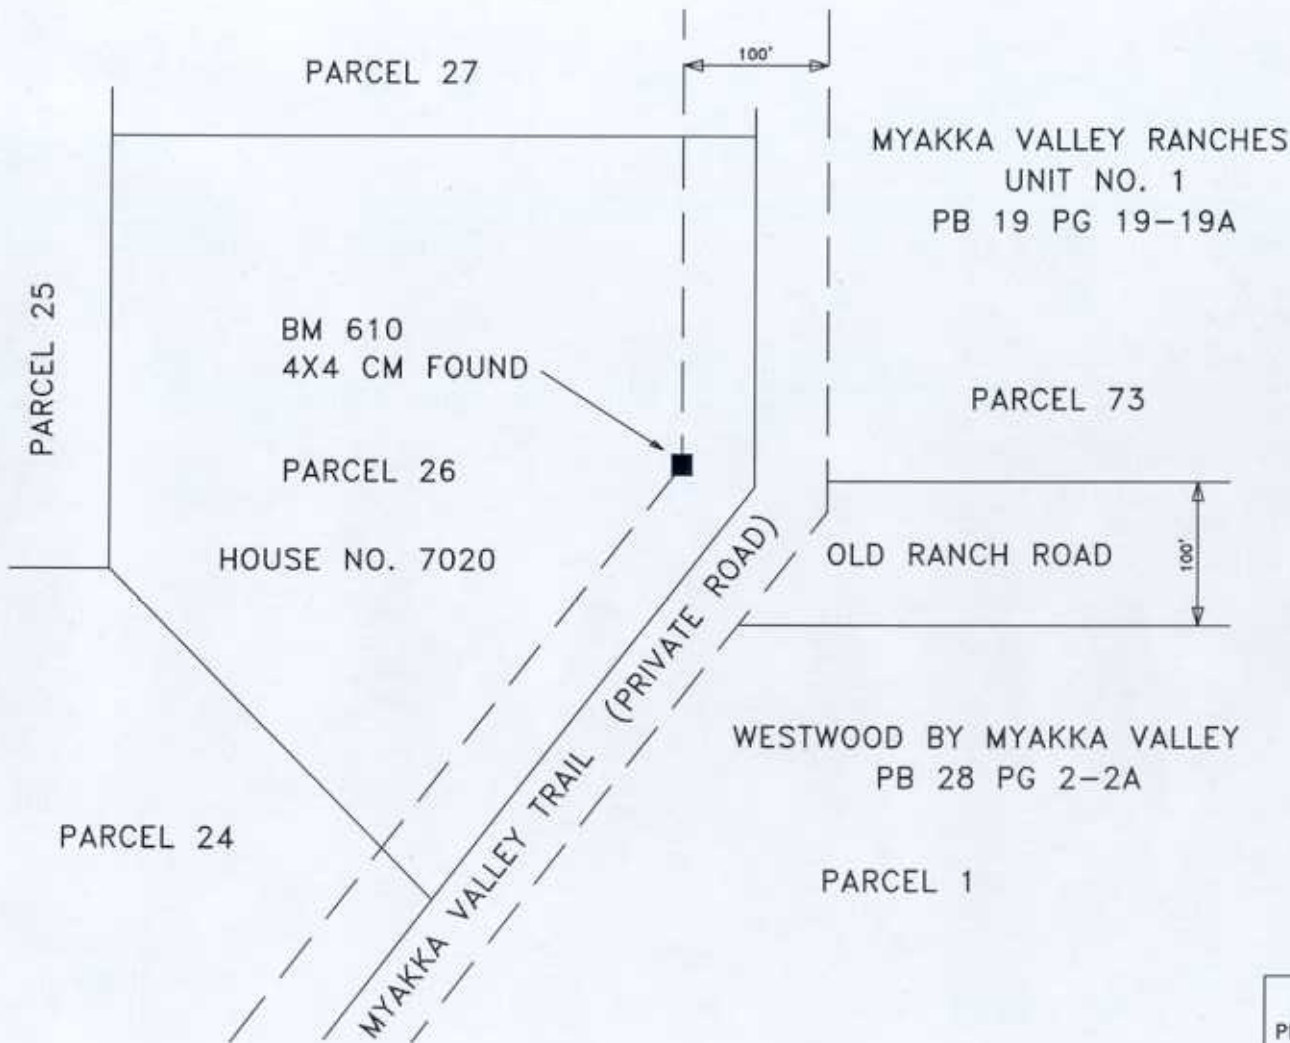 PARCEL 27
100'
MYAKKA VALLEY RANCHES
UNIT NO. 1
PB 19 PG 19-19A
PARCEL 25
BM 610
4X4 CM FOUND
PARCEL 73
PARCEL 26
HOUSE NO. 7020
OLD RANCH ROAD
100'
MYAKKA VALLEY TRAIL (PRIVATE ROAD)
WESTWOOD BY MYAKKA VALLEY
PB 28 PG 2-2A
PARCEL 24
PARCEL 1